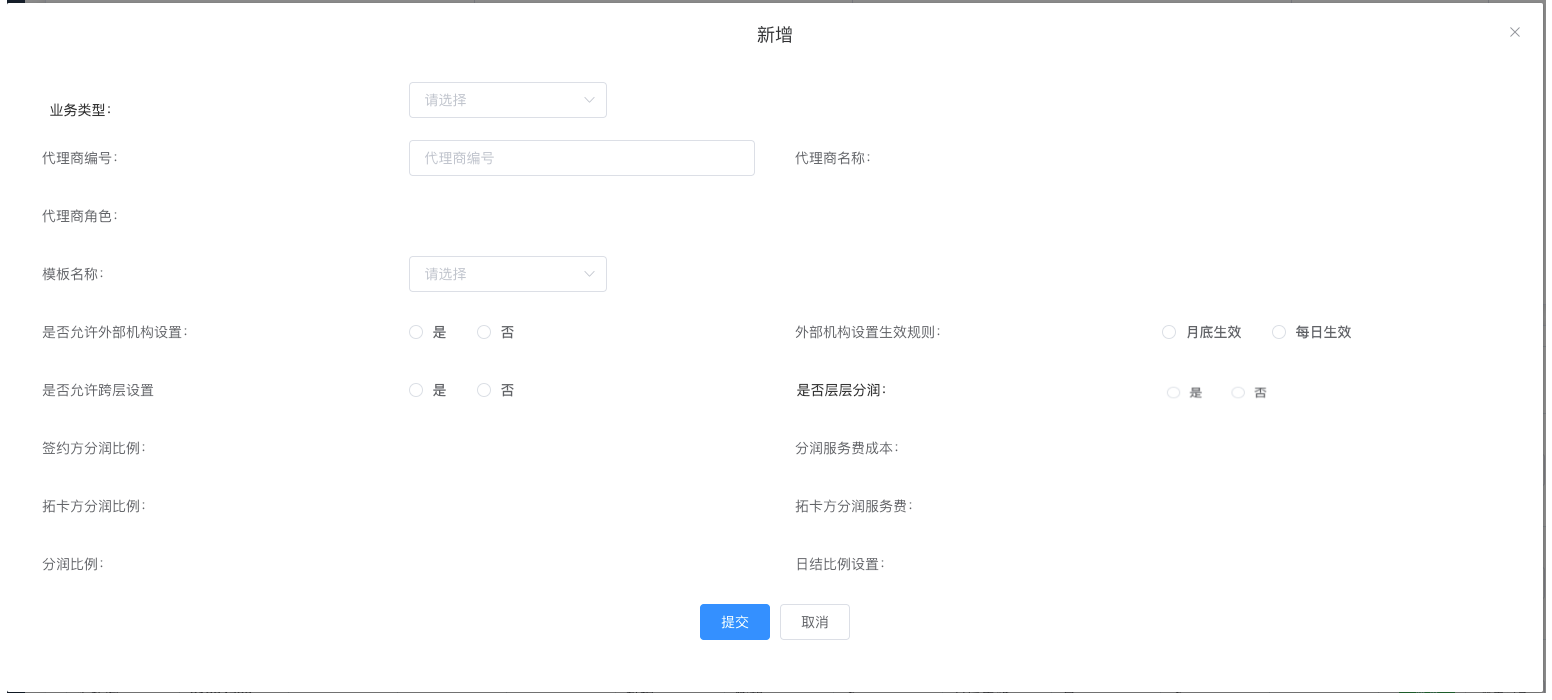 新增
业务类型: 请选择
代理商编号: 代理商编号 代理商名称:
代理商角色:
模板名称: 请选择
是否允许外部机构设置: 是 否 外部机构设置生效规则: 月底生效 每日生效
是否允许跨层设置 是 否 是否层层分润: 是 否
签约方分润比例: 分润服务费成本:
拓卡方分润比例: 拓卡方分润服务费:
分润比例: 日结比例设置:
提交 取消